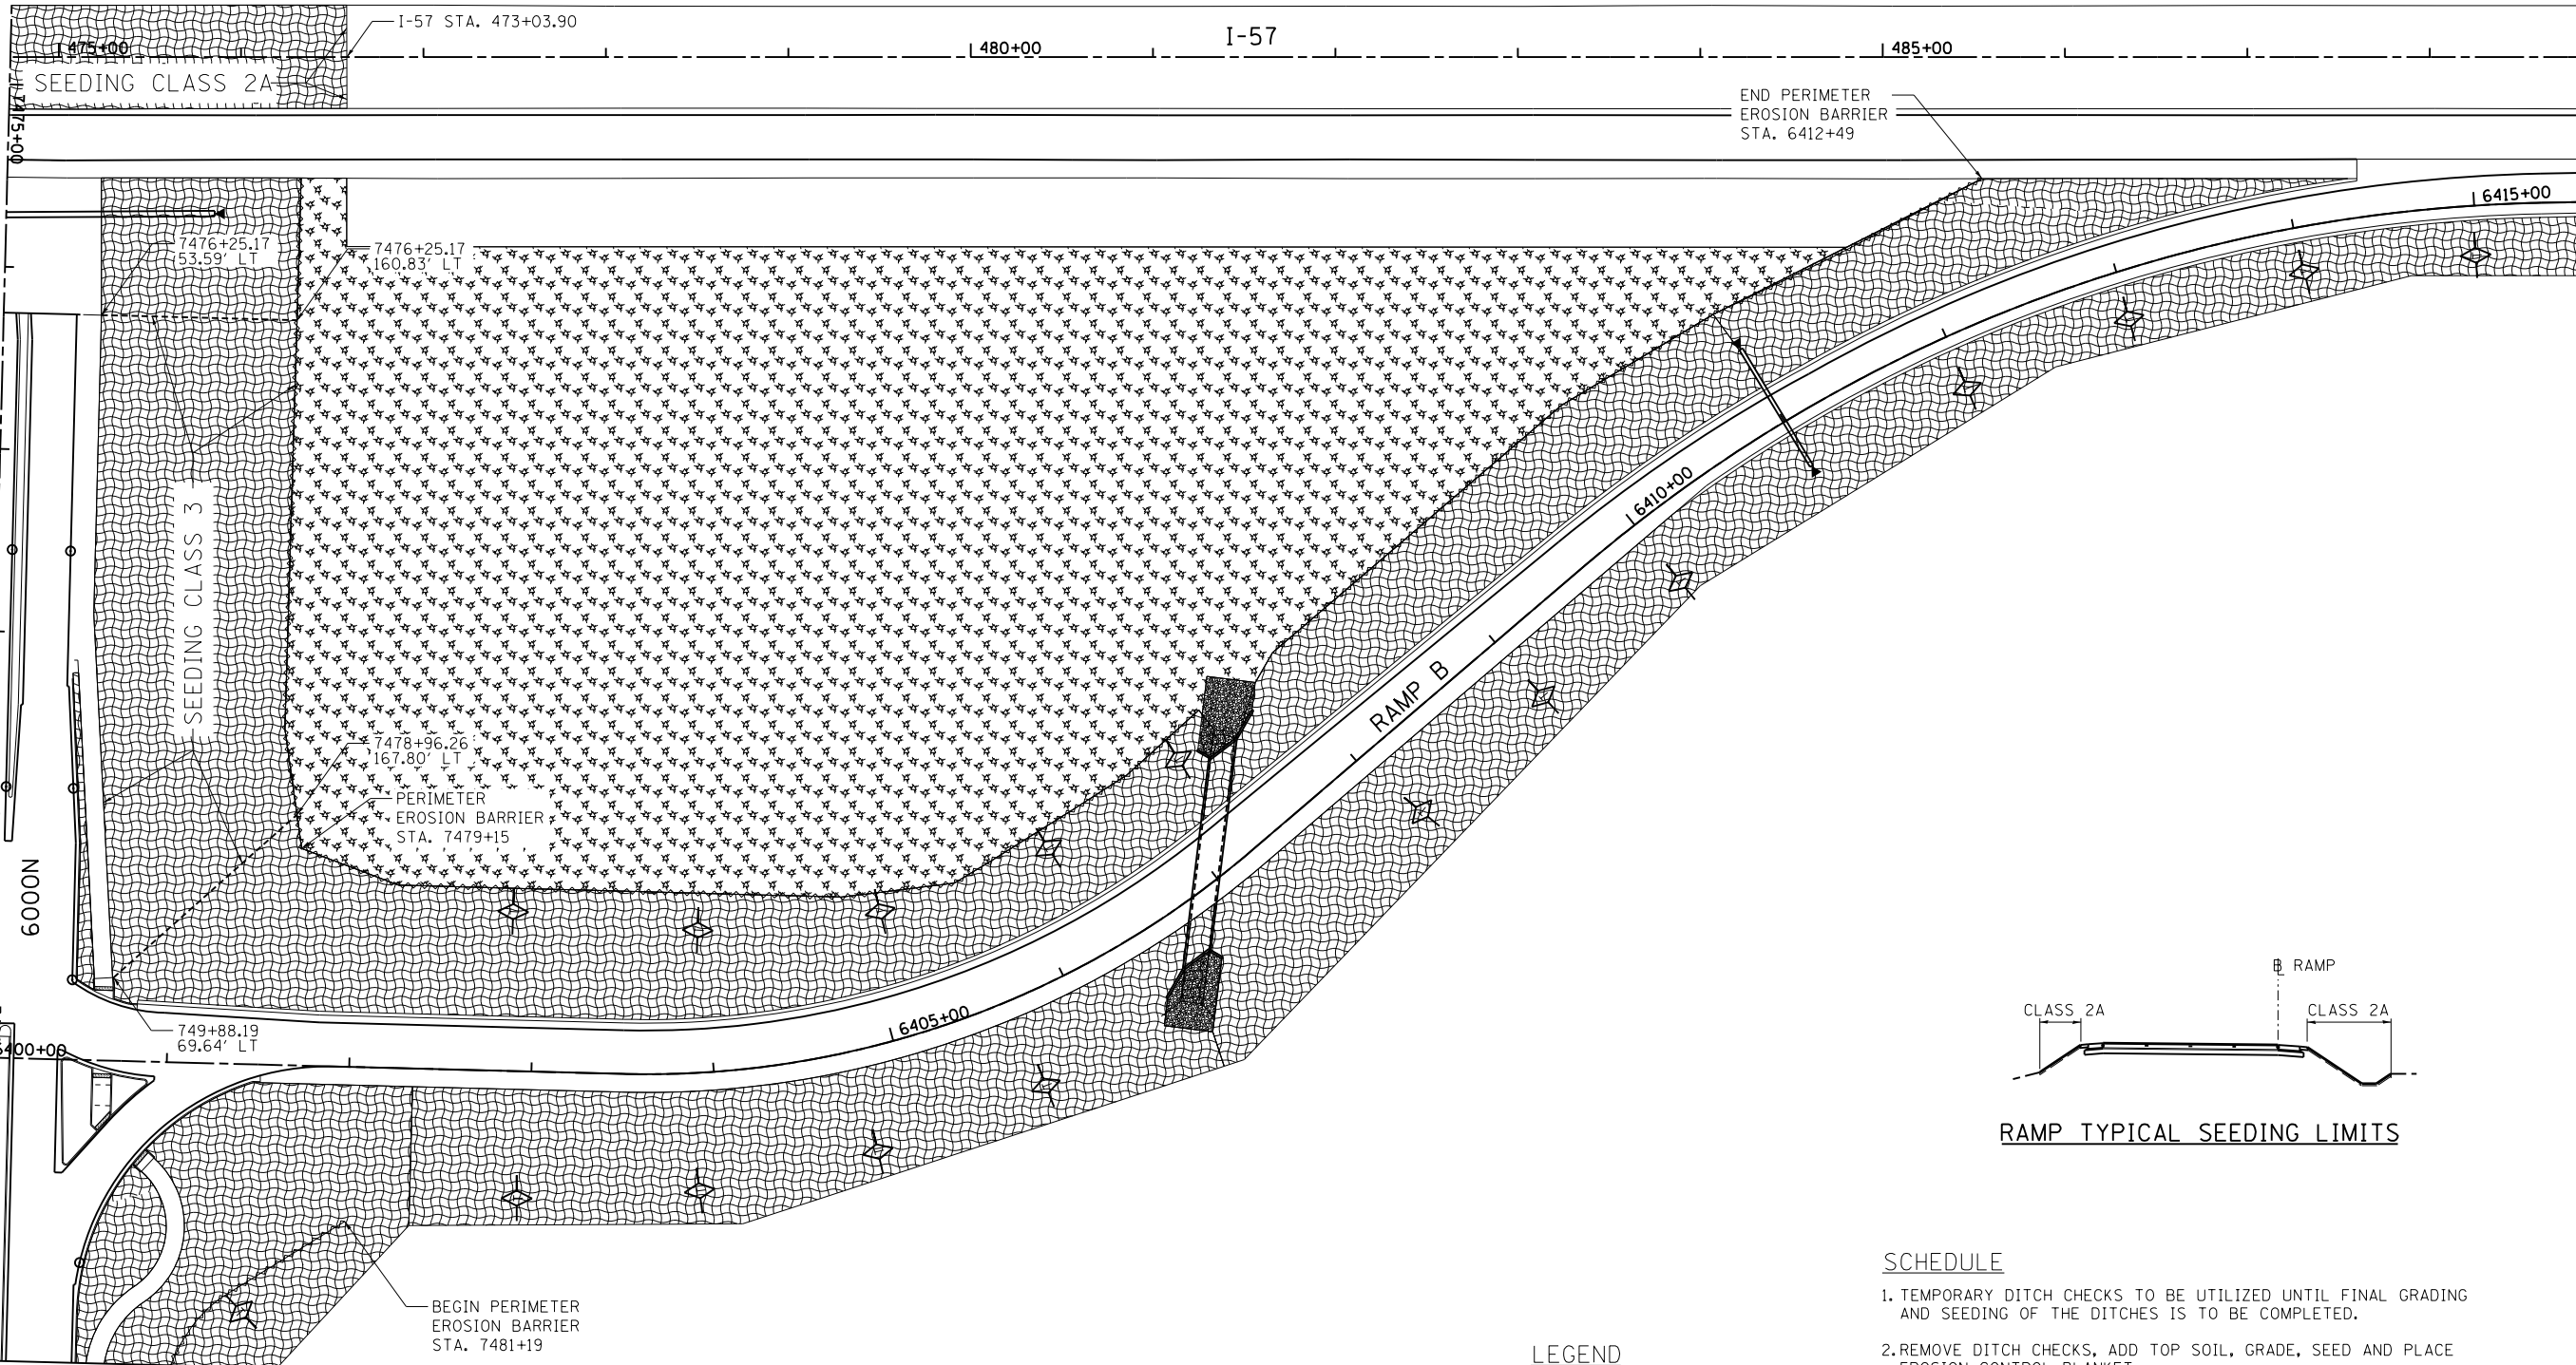 I-57 STA. 473+03.90
I-57
475+00
480+00
485+00
SEEDING CLASS 2A
7475+00
END PERIMETER
EROSION BARRIER
STA. 6412+49
6415+00
7476+25.17
53.59' LT
7476+25.17
160.83' LT
6410+00
SEEDING CLASS 3
RAMP B
7478+96.26
167.80' LT
PERIMETER
EROSION BARRIER
STA. 7479+15
6000N
749+88.19
69.64' LT
6405+00
6400+00
RAMP
CLASS 2A
CLASS 2A
RAMP TYPICAL SEEDING LIMITS
BEGIN PERIMETER
EROSION BARRIER
STA. 7481+19
LEGEND
SCHEDULE
1. TEMPORARY DITCH CHECKS TO BE UTILIZED UNTIL FINAL GRADING
AND SEEDING OF THE DITCHES IS TO BE COMPLETED.
2. REMOVE DITCH CHECKS, ADD TOP SOIL, GRADE, SEED AND PLACE
EROSION CONTROL BLANKET